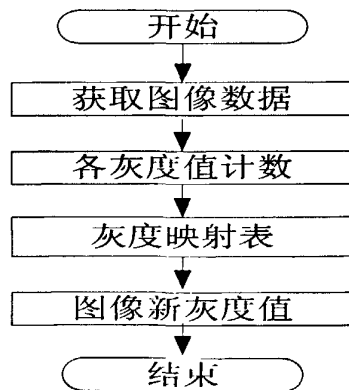 开始
获取图像数据
各灰度值计数
灰度映射表
图像新灰度值
结束